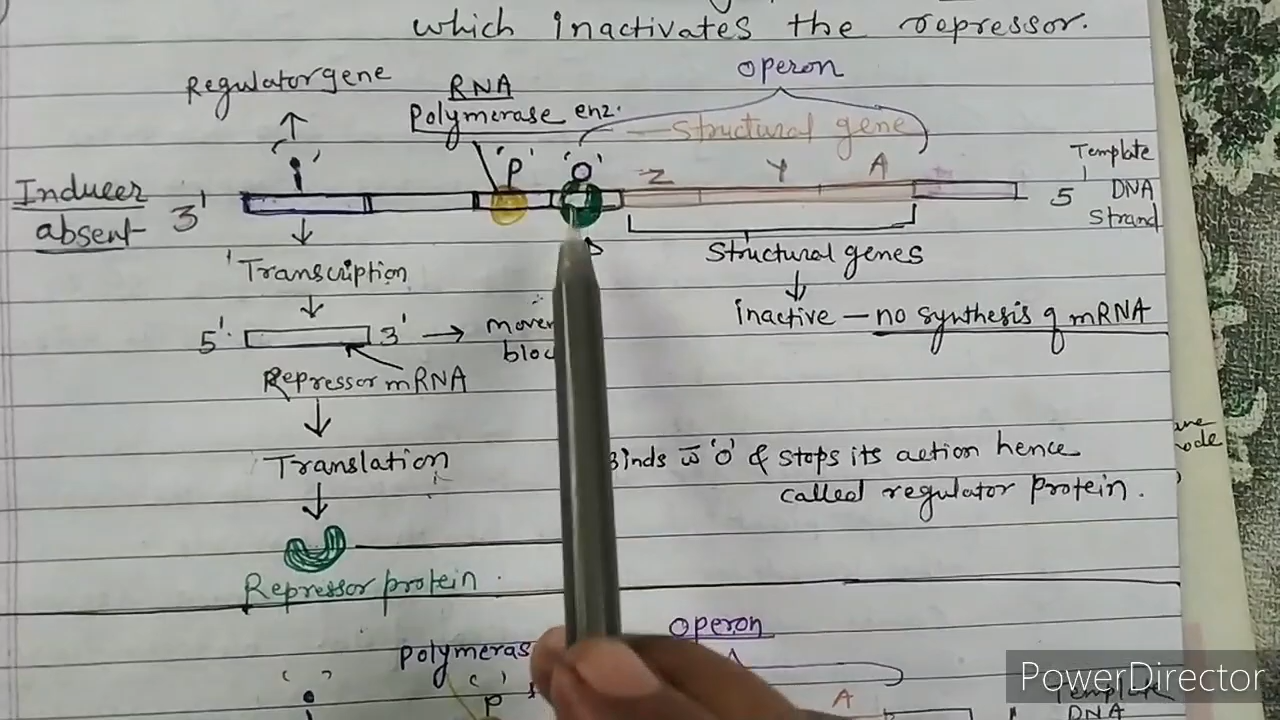 which inactivates the repressor.
Operon
Regulator gene
RNA
Polymerase enz.
Structural gene
'i' 'P' 'O' Z Y A
Template
DNA
Strand
Inducer
absent
3' 5
Transcription
Structural genes
inactive – no synthesis of mRNA
5' 3' →
Repressor mRNA
Translation
Binds w̅ 'O' & stops its action hence
called regulator protein.
Repressor protein
Operon
i P A
Template
DNA
PowerDirector